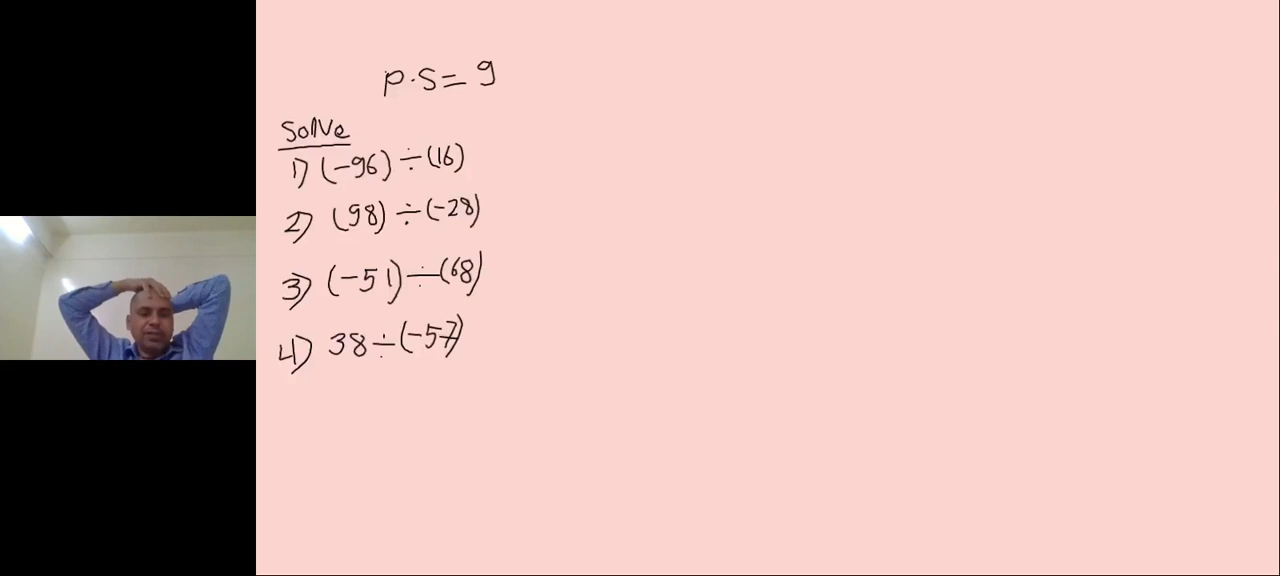 P.S = 9
Solve
1) (-96) ÷ (16)
2) (98) ÷ (-28)
3) (-51) ÷ (68)
4) 38 ÷ (-57)